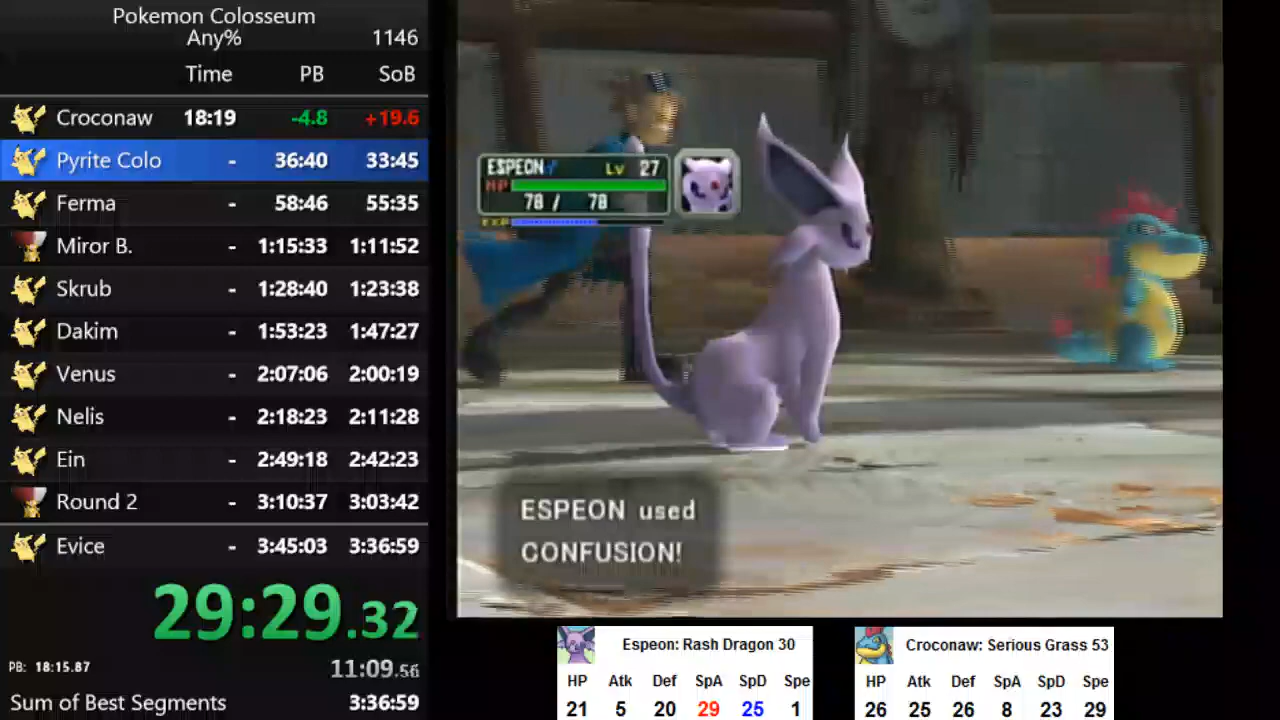 Pokemon Colosseum
Any% 1146
Time PB SoB
Croconaw 18:19 -4.8 +19.6
Pyrite Colo - 36:40 33:45
Ferma - 58:46 55:35
Miror B. - 1:15:33 1:11:52
Skrub - 1:28:40 1:23:38
Dakim - 1:53:23 1:47:27
Venus - 2:07:06 2:00:19
Nelis - 2:18:23 2:11:28
Ein - 2:49:18 2:42:23
Round 2 - 3:10:37 3:03:42
Evice - 3:45:03 3:36:59
29:29.32
PB: 18:15.87 11:09.56
Sum of Best Segments 3:36:59
ESPEON♂ Lv 27
HP
78 / 78
EXP
ESPEON used
CONFUSION!
Espeon: Rash Dragon 30
HP Atk Def SpA SpD Spe
21 5 20 29 25 1
Croconaw: Serious Grass 53
HP Atk Def SpA SpD Spe
26 25 26 8 23 29